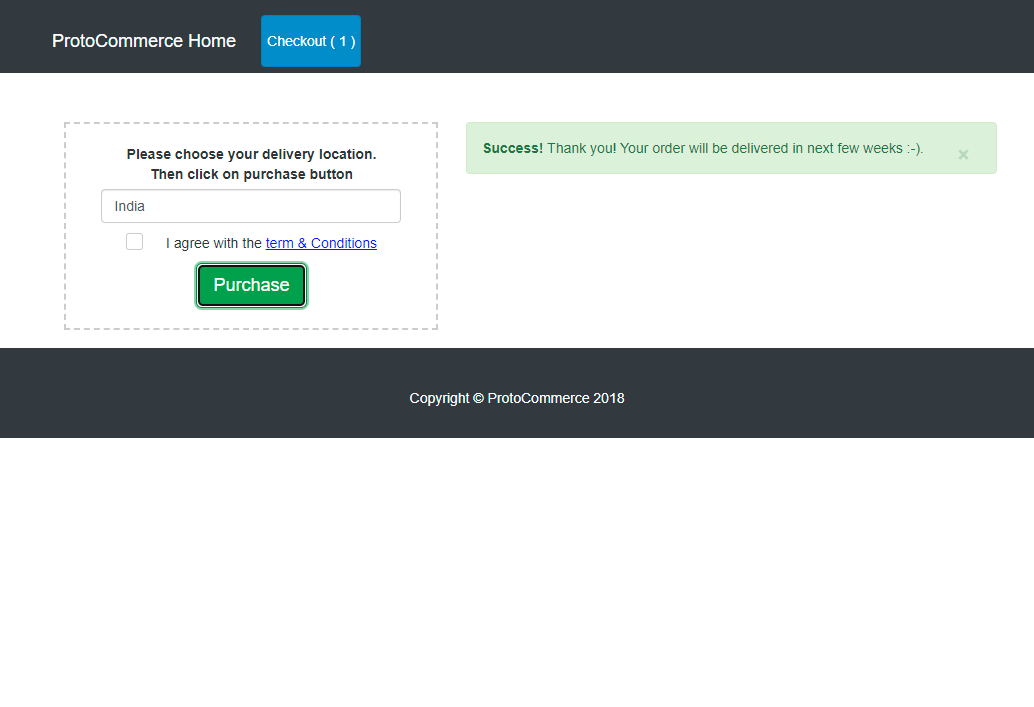 ProtoCommerce Home
Checkout ( 1 )
Please choose your delivery location.
Then click on purchase button
India
I agree with the term & Conditions
Purchase
Success! Thank you! Your order will be delivered in next few weeks :-).
×
Copyright © ProtoCommerce 2018